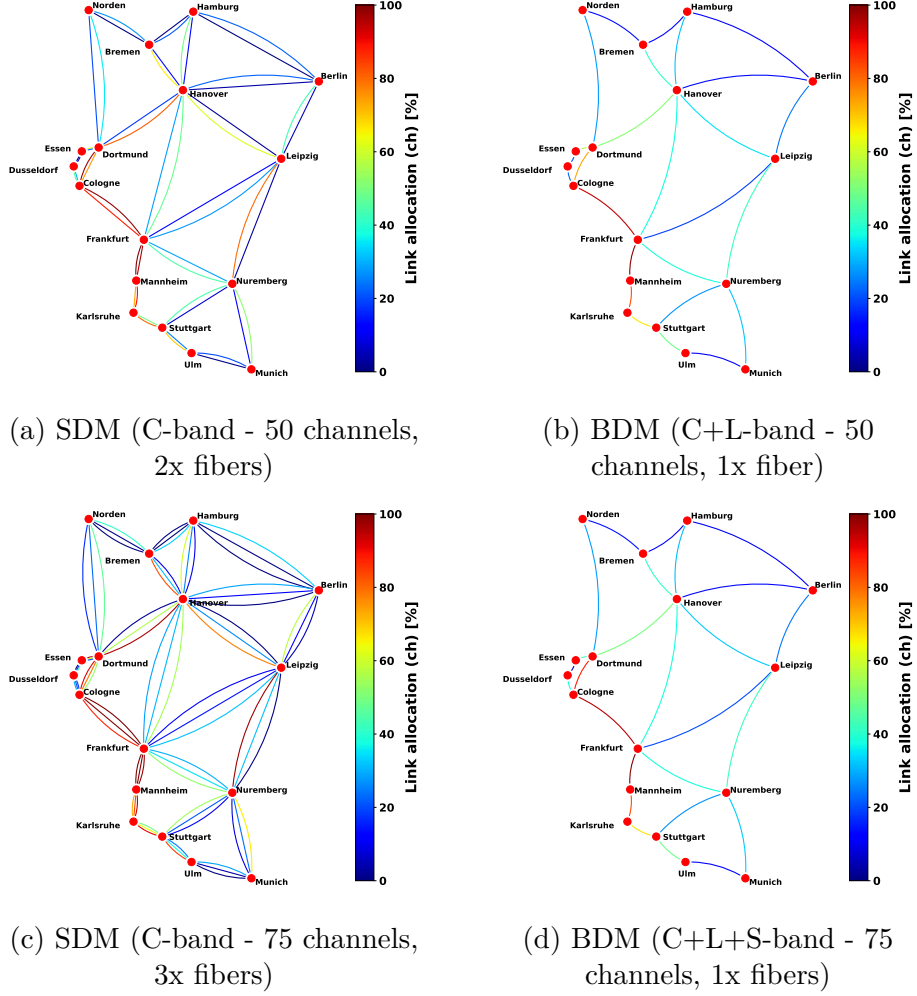 Norden
Hamburg
Bremen
Berlin
Hanover
Essen
Dortmund
Dusseldorf
Leipzig
Cologne
Frankfurt
Mannheim
Nuremberg
Karlsruhe
Stuttgart
Ulm
Munich
100
80
60
40
20
0
Link allocation (ch) [%]
Norden
Hamburg
Bremen
Berlin
Hanover
Essen
Dortmund
Dusseldorf
Leipzig
Cologne
Frankfurt
Mannheim
Nuremberg
Karlsruhe
Stuttgart
Ulm
Munich
100
80
60
40
20
0
Link allocation (ch) [%]
(a) SDM (C-band - 50 channels,
2x fibers)
(b) BDM (C+L-band - 50
channels, 1x fiber)
Norden
Hamburg
Bremen
Berlin
Hanover
Essen
Dortmund
Dusseldorf
Leipzig
Cologne
Frankfurt
Mannheim
Nuremberg
Karlsruhe
Stuttgart
Ulm
Munich
100
80
60
40
20
0
Link allocation (ch) [%]
Norden
Hamburg
Bremen
Berlin
Hanover
Essen
Dortmund
Dusseldorf
Leipzig
Cologne
Frankfurt
Mannheim
Nuremberg
Karlsruhe
Stuttgart
Ulm
Munich
100
80
60
40
20
0
Link allocation (ch) [%]
(c) SDM (C-band - 75 channels,
3x fibers)
(d) BDM (C+L+S-band - 75
channels, 1x fibers)